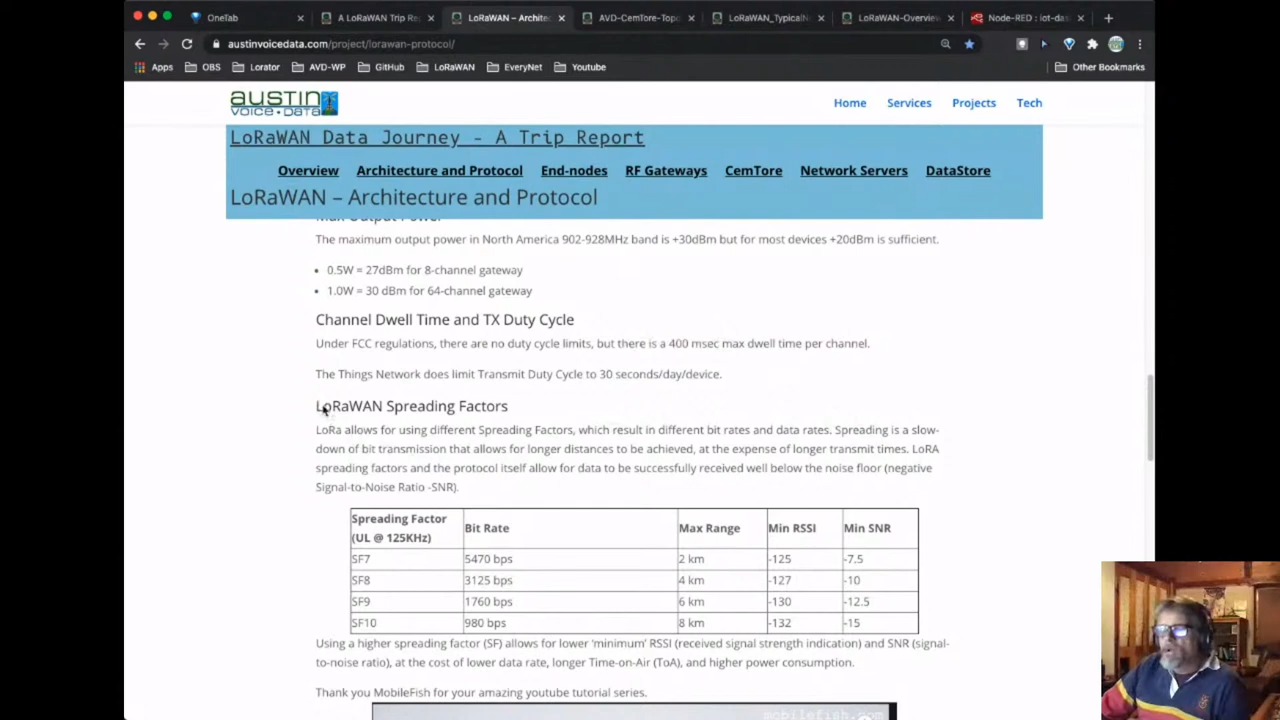 OneTab
A LoRaWAN Trip Re
LoRaWAN – Archite
AVD-CemTore-Top
LoRaWAN_Typical
LoRaWAN-Overview
Node-RED : iot-das
austinvoicedata.com/project/lorawan-protocol/
Apps OBS Lorator AVD-WP GitHub LoRaWAN EveryNet Youtube Other Bookmarks
AUSTIN
VOICE•DATA
Home Services Projects Tech
LoRaWAN Data Journey - A Trip Report
Overview Architecture and Protocol End-nodes RF Gateways CemTore Network Servers DataStore
LoRaWAN – Architecture and Protocol
Max Output Power
The maximum output power in North America 902-928MHz band is +30dBm but for most devices +20dBm is sufficient.
• 0.5W = 27dBm for 8-channel gateway
• 1.0W = 30 dBm for 64-channel gateway
Channel Dwell Time and TX Duty Cycle
Under FCC regulations, there are no duty cycle limits, but there is a 400 msec max dwell time per channel.
The Things Network does limit Transmit Duty Cycle to 30 seconds/day/device.
LoRaWAN Spreading Factors
LoRa allows for using different Spreading Factors, which result in different bit rates and data rates. Spreading is a slow-
down of bit transmission that allows for longer distances to be achieved, at the expense of longer transmit times. LoRA
spreading factors and the protocol itself allow for data to be successfully received well below the noise floor (negative
Signal-to-Noise Ratio -SNR).
Spreading Factor
(UL @ 125KHz) Bit Rate Max Range Min RSSI Min SNR
SF7 5470 bps 2 km -125 -7.5
SF8 3125 bps 4 km -127 -10
SF9 1760 bps 6 km -130 -12.5
SF10 980 bps 8 km -132 -15
Using a higher spreading factor (SF) allows for lower 'minimum' RSSI (received signal strength indication) and SNR (signal-
to-noise ratio), at the cost of lower data rate, longer Time-on-Air (ToA), and higher power consumption.
Thank you MobileFish for your amazing youtube tutorial series.
mobilefish.com